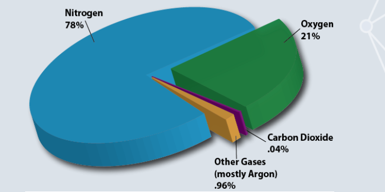 Nitrogen
78%
Oxygen
21%
Carbon Dioxide
.04%
Other Gases
(mostly Argon)
.96%